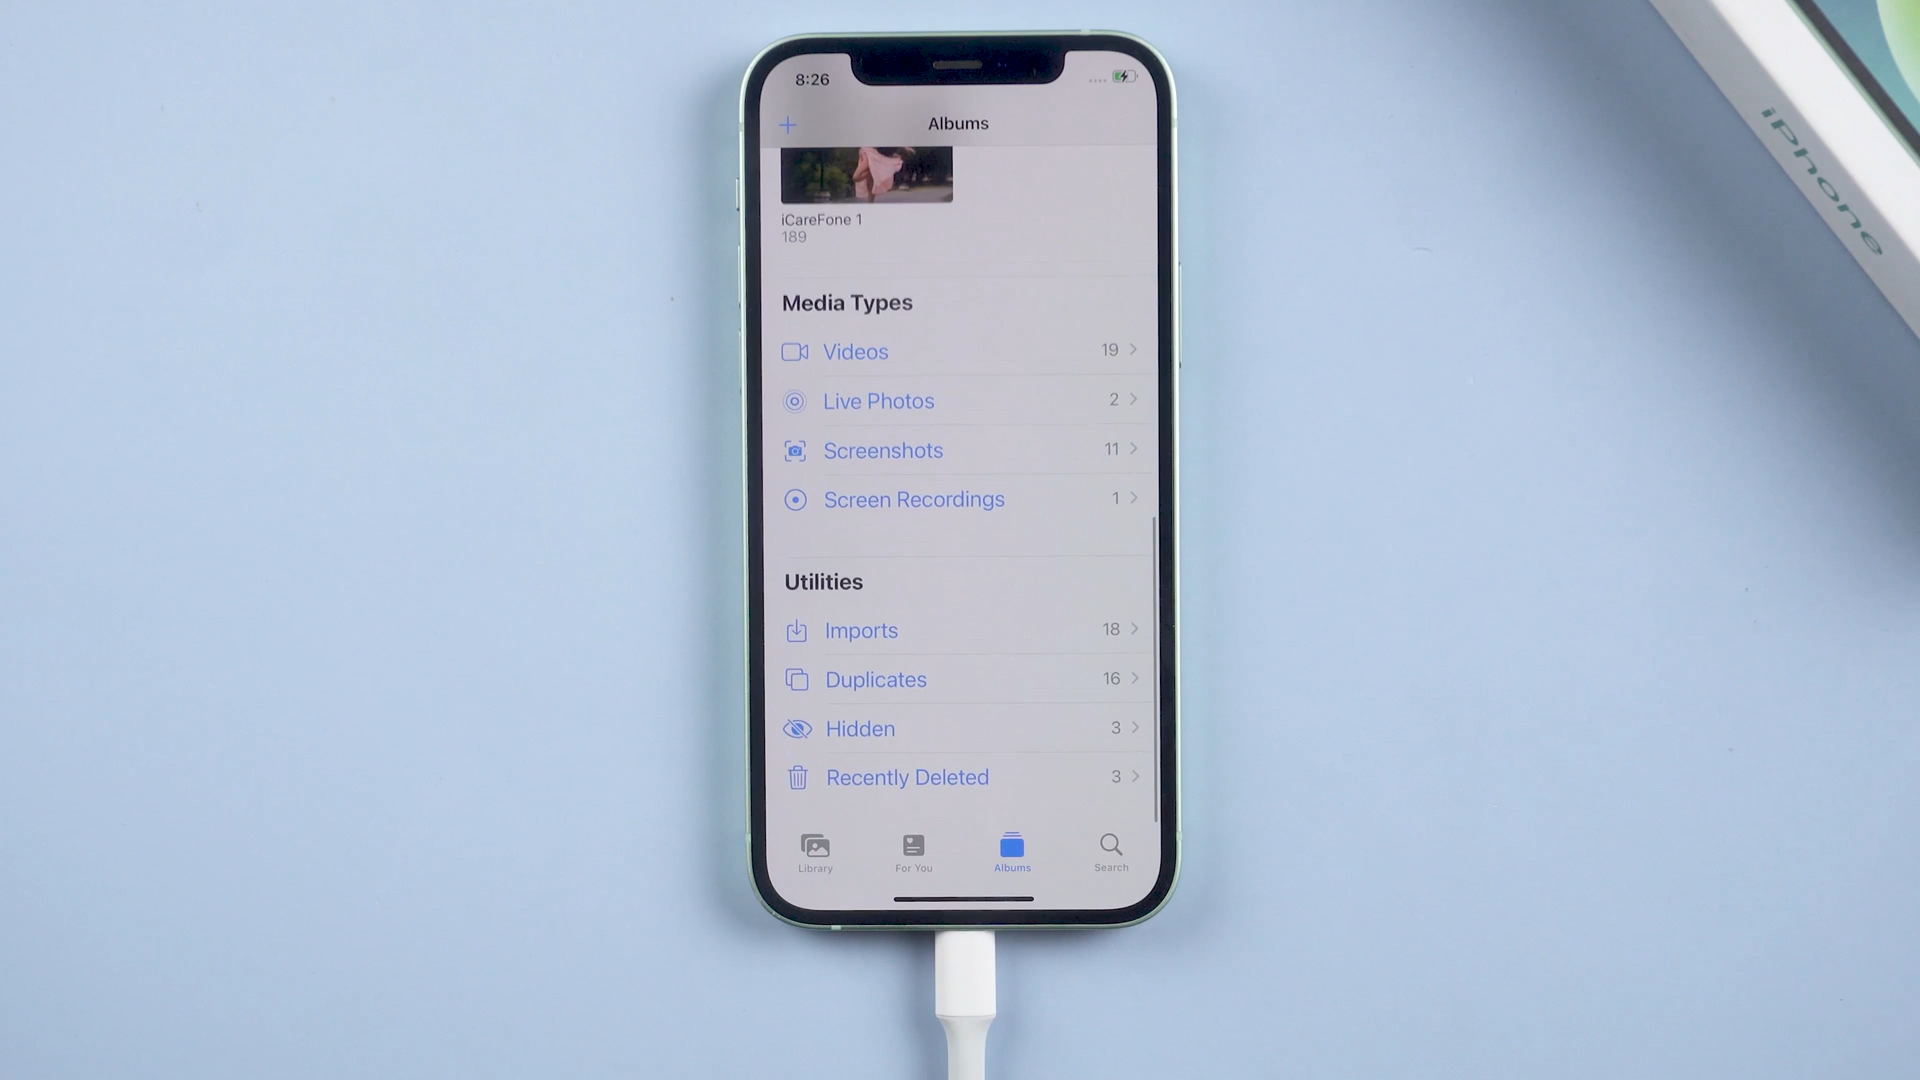 8:26
Albums
iCareFone 1
189
Media Types
Videos 19
Live Photos 2
Screenshots 11
Screen Recordings 1
Utilities
Imports 18
Duplicates 16
Hidden 3
Recently Deleted 3
Library For You Albums Search
iPhone